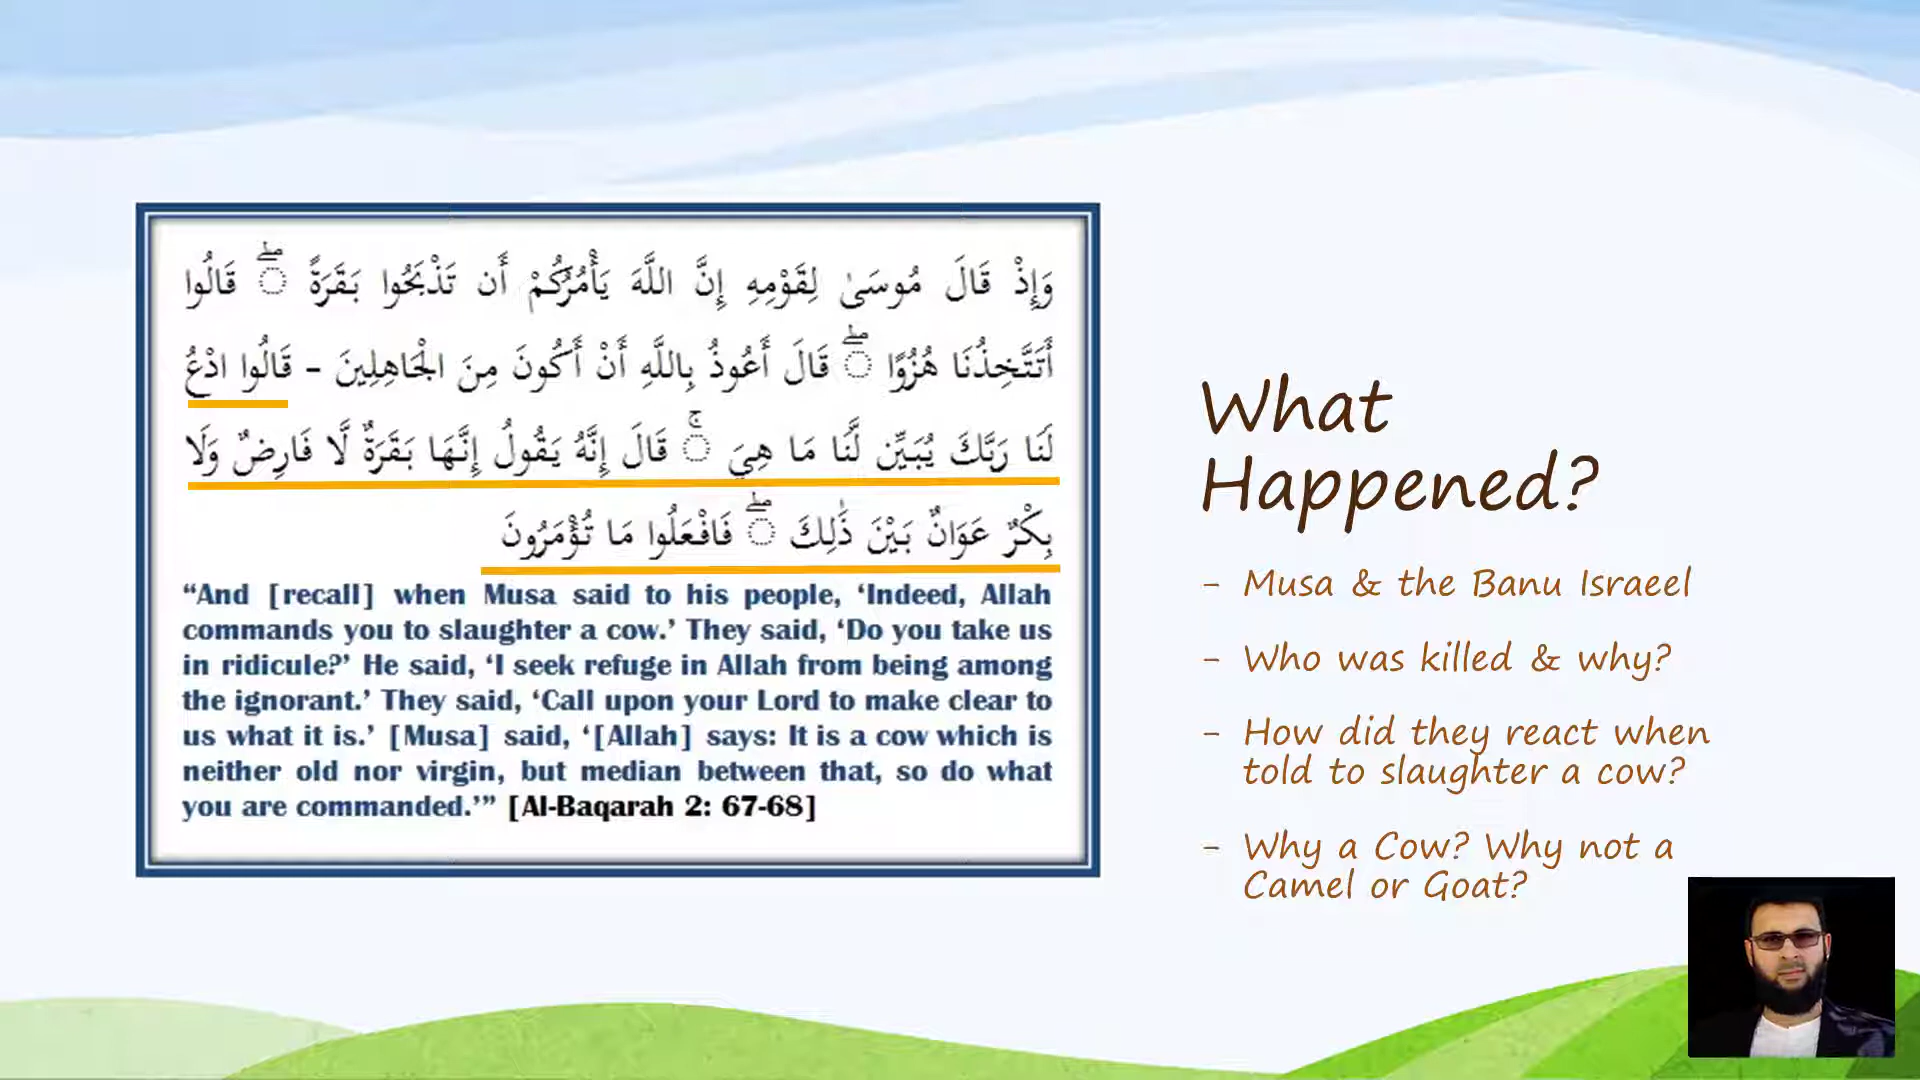 وَإِذْ قَالَ مُوسَىٰ لِقَوْمِهِ إِنَّ اللَّهَ يَأْمُرُكُمْ أَن تَذْبَحُوا بَقَرَةً ۖ قَالُوا
أَتَتَّخِذُنَا هُزُوًا ۖ قَالَ أَعُوذُ بِاللَّهِ أَنْ أَكُونَ مِنَ الْجَاهِلِينَ – قَالُوا ادْعُ
لَنَا رَبَّكَ يُبَيِّن لَّنَا مَا هِيَ ۚ قَالَ إِنَّهُ يَقُولُ إِنَّهَا بَقَرَةٌ لَّا فَارِضٌ وَلَا
بِكْرٌ عَوَانٌ بَيْنَ ذَٰلِكَ ۖ فَافْعَلُوا مَا تُؤْمَرُونَ
“And [recall] when Musa said to his people, ‘Indeed, Allah
commands you to slaughter a cow.’ They said, ‘Do you take us
in ridicule?’ He said, ‘I seek refuge in Allah from being among
the ignorant.’ They said, ‘Call upon your Lord to make clear to
us what it is.’ [Musa] said, ‘[Allah] says: It is a cow which is
neither old nor virgin, but median between that, so do what
you are commanded.’” [Al-Baqarah 2: 67-68]
What
Happened?
- Musa & the Banu Israeel
- Who was killed & why?
- How did they react when
told to slaughter a cow?
- Why a Cow? Why not a
Camel or Goat?